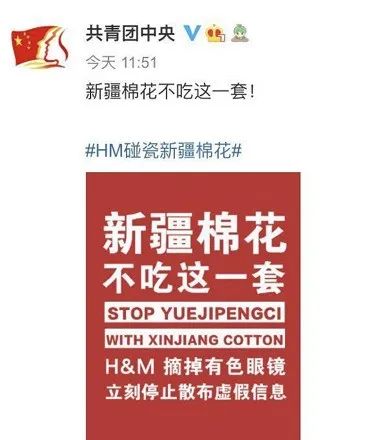 共青团中央
今天 11:51
新疆棉花不吃这一套！
#HM碰瓷新疆棉花#
新疆棉花
不吃这一套
STOP YUEJIPENGCI
WITH XINJIANG COTTON
H&M 摘掉有色眼镜
立刻停止散布虚假信息